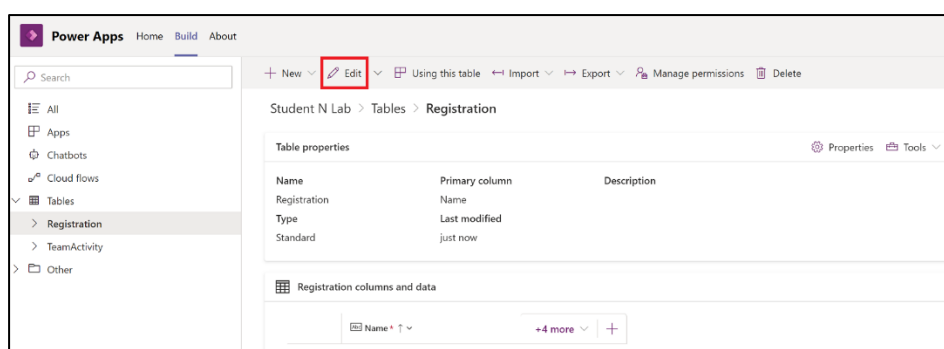 Power Apps Home Build About
Search
New Edit Using this table Import Export Manage permissions Delete
All
Apps
Chatbots
Cloud flows
Tables
Registration
TeamActivity
Other
Student N Lab > Tables > Registration
Table properties Properties Tools
Name Primary column Description
Registration Name
Type Last modified
Standard just now
Registration columns and data
Abc Name * +4 more